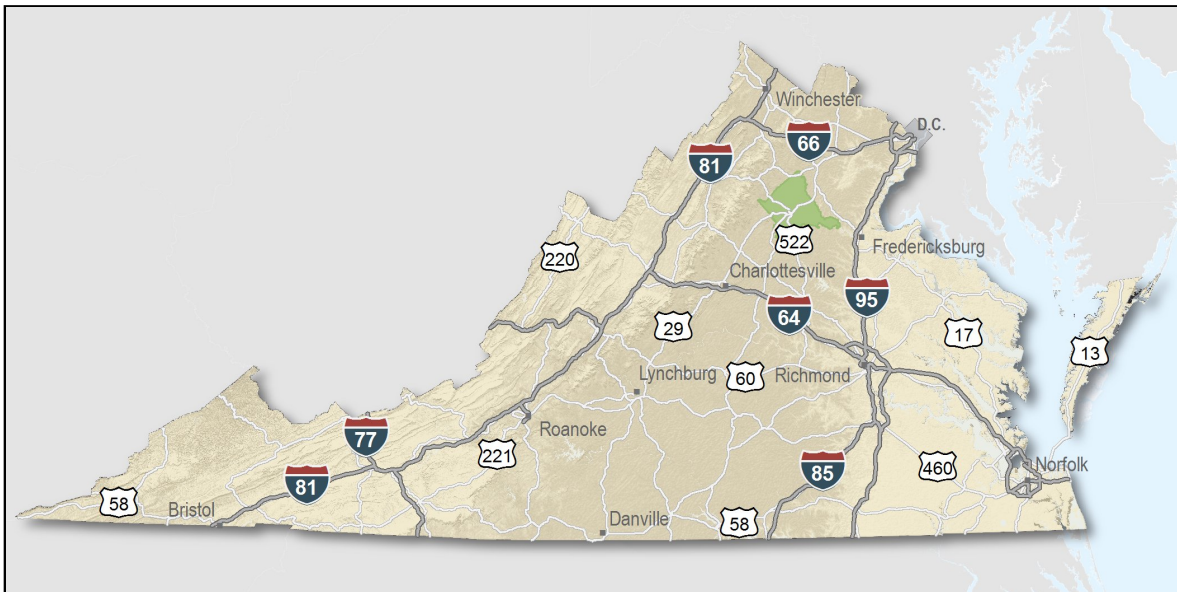 Winchester
D.C.
66
81
522
Fredericksburg
220
Charlottesville
95
64
29
17
13
Lynchburg
60
Richmond
77
Roanoke
221
81
85
460
Norfolk
58
Bristol
Danville
58